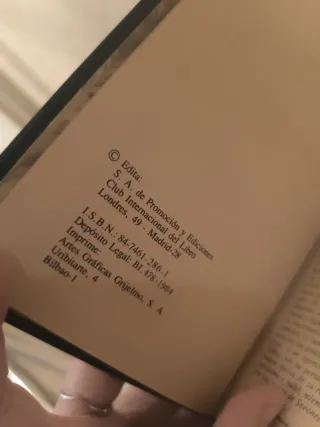 © Edita:
S. A. de Promoción y Ediciones
Club Internacional del Libro
Londres, 49 - Madrid-28
I.S.B.N.: 84-7461-286-1
Depósito Legal: BI. 478-1984
Imprime:
Artes Gráficas Grijelmo, S. A
Uribitarte, 4
Bilbao-1